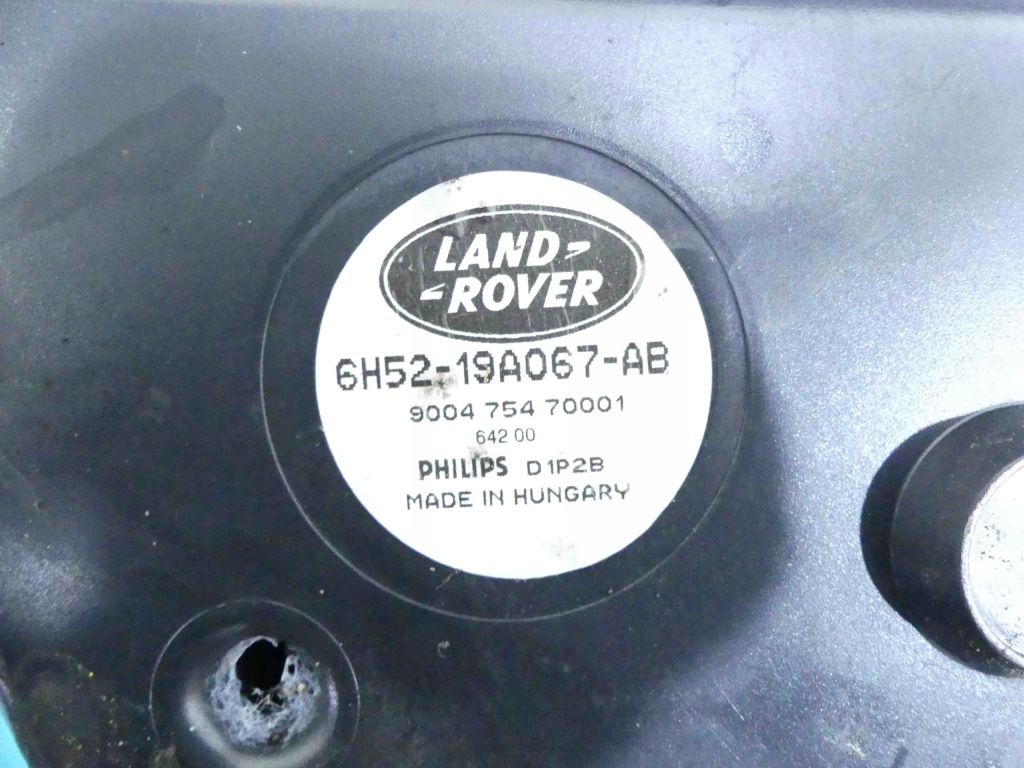 LAND
ROVER
6H52-19A067-AB
9004 754 70001
642 00
PHILIPS D1P2B
MADE IN HUNGARY